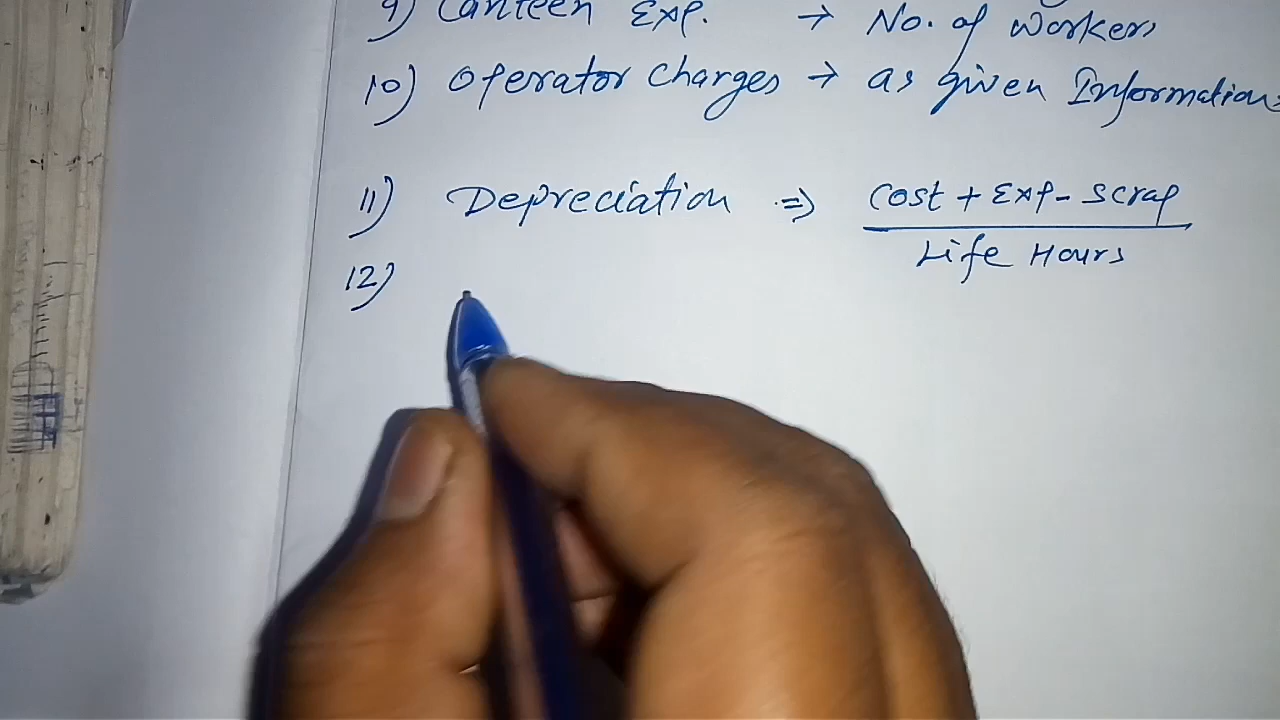 9) Canteen Exp. → No. of Workers
10) Operator Charges → as given Information
11) Depreciation ⇒ Cost + Exp - Scrap
Life Hours
12)